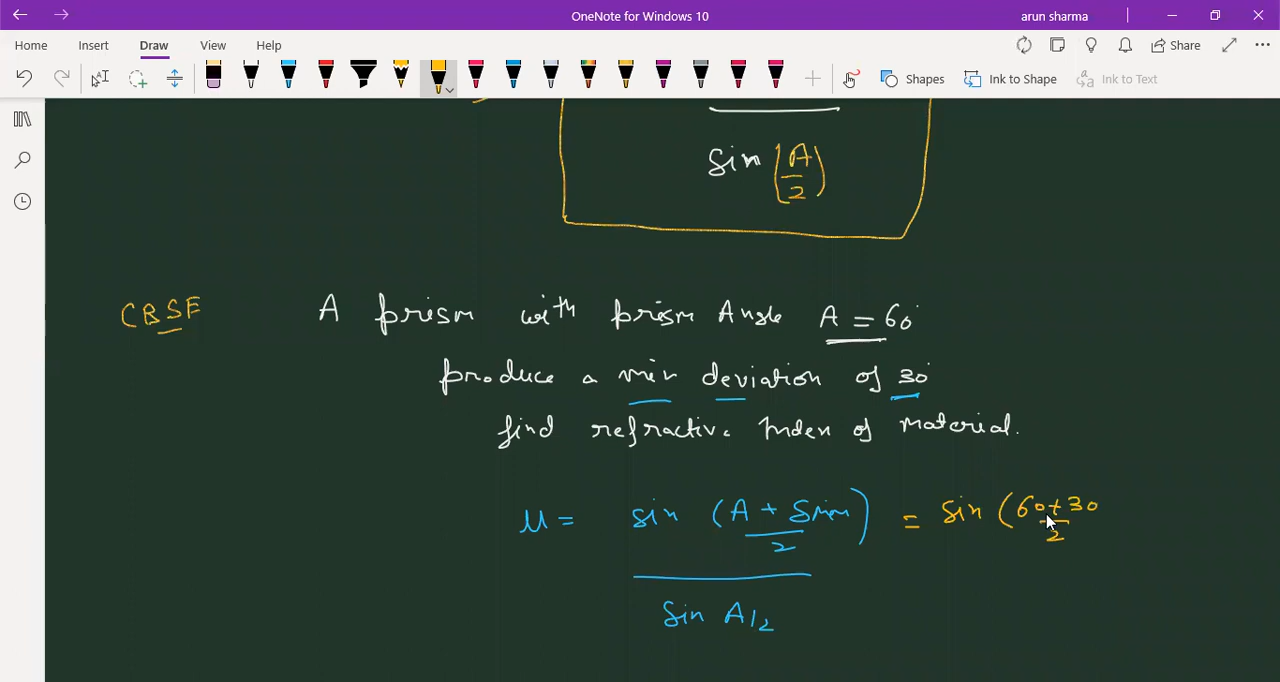 OneNote for Windows 10
arun sharma
Home Insert Draw View Help
Share
Shapes
Ink to Shape
Ink to Text
sin (A/2)
CBSE
A prism with prism Angle A = 60°
produce a min deviation of 30°
find refractive Index of material.
μ = sin (A + δmin / 2) / sin A/2 = sin (60+30 / 2